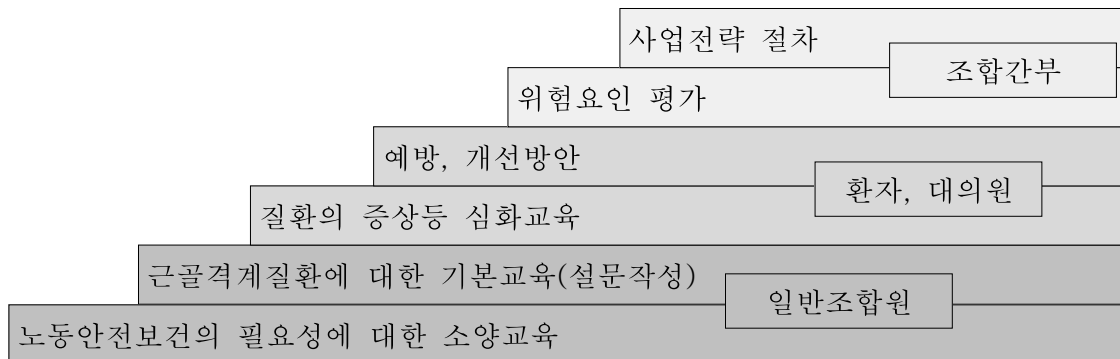 사업전략 절차
조합간부
위험요인 평가
예방, 개선방안
환자, 대의원
질환의 증상등 심화교육
근골격계질환에 대한 기본교육(설문작성)
일반조합원
노동안전보건의 필요성에 대한 소양교육